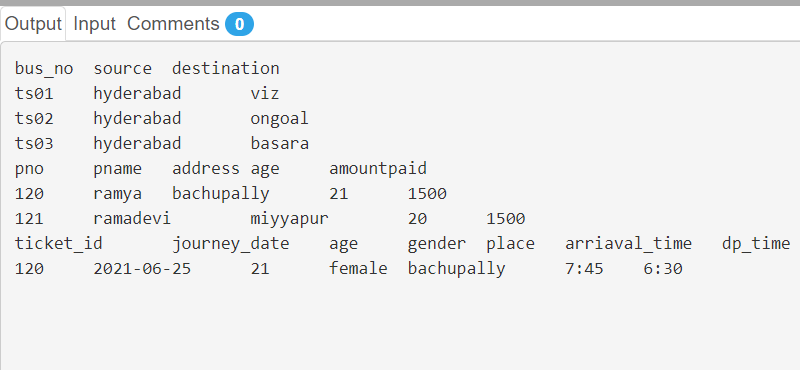 Output Input Comments 0
bus_no source destination
ts01 hyderabad viz
ts02 hyderabad ongoal
ts03 hyderabad basara
pno pname address age amountpaid
120 ramya bachupally 21 1500
121 ramadevi miyyapur 20 1500
ticket_id journey_date age gender place arriaval_time dp_time
120 2021-06-25 21 female bachupally 7:45 6:30